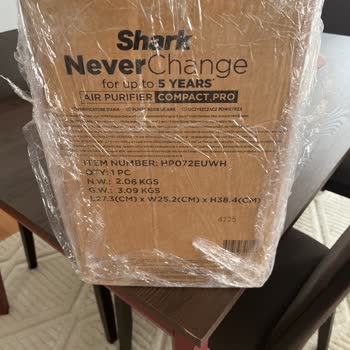 Shark
NeverChange
for up to 5 YEARS*
AIR PURIFIER COMPACT PRO
ITEM NUMBER: HP072EUWH
QTY: 1 PC
N.W.: 2.06 KGS
G.W.: 3.09 KGS
L27.3(CM) x W25.2(CM) x H38.4(CM)
4725